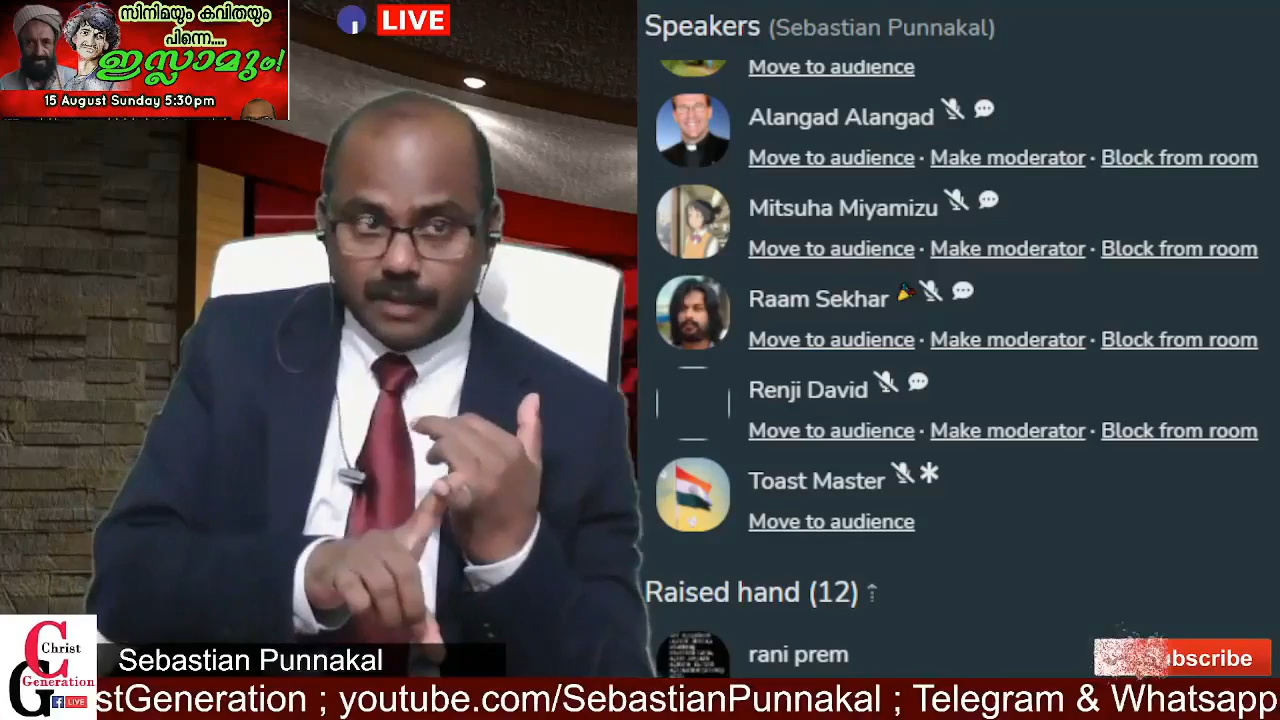 സിനിമയും കവിതയും
പിന്നെ....
ഇസ്ലാമും!
15 August Sunday 5:30pm
LIVE
Speakers (Sebastian Punnakal)
Move to audience
Alangad Alangad
Move to audience · Make moderator · Block from room
Mitsuha Miyamizu
Move to audience · Make moderator · Block from room
Raam Sekhar
Move to audience · Make moderator · Block from room
Renji David
Move to audience · Make moderator · Block from room
Toast Master
Move to audience
Raised hand (12)
rani prem
bscribe
Christ
Generation
LIVE
Sebastian Punnakal
stGeneration ; youtube.com/SebastianPunnakal ; Telegram & Whatsapp